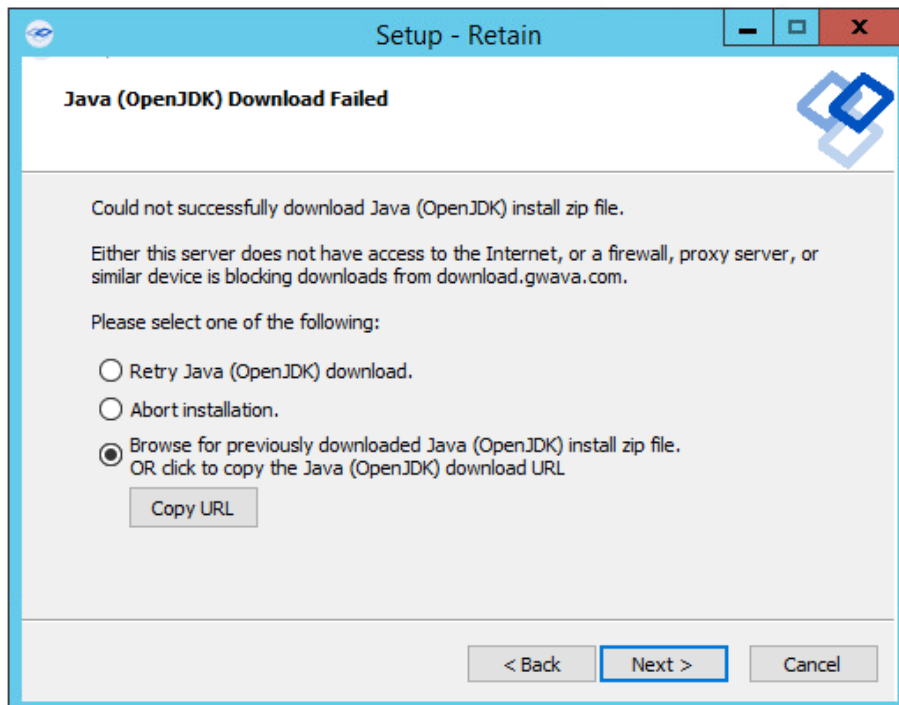 Setup - Retain
Java (OpenJDK) Download Failed
Could not successfully download Java (OpenJDK) install zip file.
Either this server does not have access to the Internet, or a firewall, proxy server, or
similar device is blocking downloads from download.gwava.com.
Please select one of the following:
Retry Java (OpenJDK) download.
Abort installation.
Browse for previously downloaded Java (OpenJDK) install zip file.
OR click to copy the Java (OpenJDK) download URL
Copy URL
< Back Next > Cancel